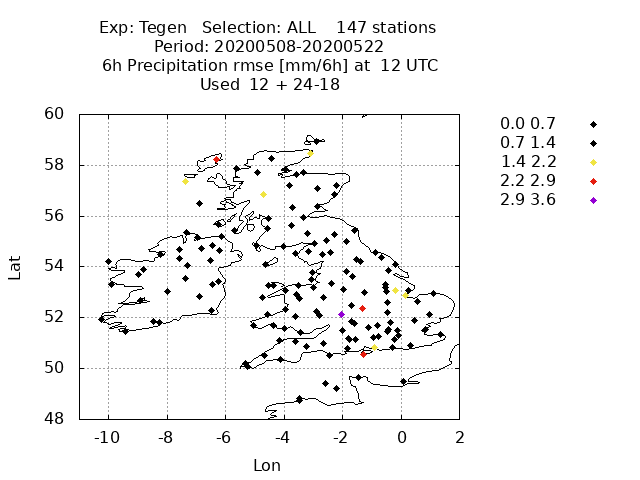 Exp: Tegen   Selection: ALL    147 stations
Period: 20200508-20200522
6h Precipitation rmse [mm/6h] at  12 UTC
Used  12 + 24-18
60
58
56
54
52
50
48
Lat
-10 -8 -6 -4 -2 0 2
Lon
0.0 0.7
0.7 1.4
1.4 2.2
2.2 2.9
2.9 3.6